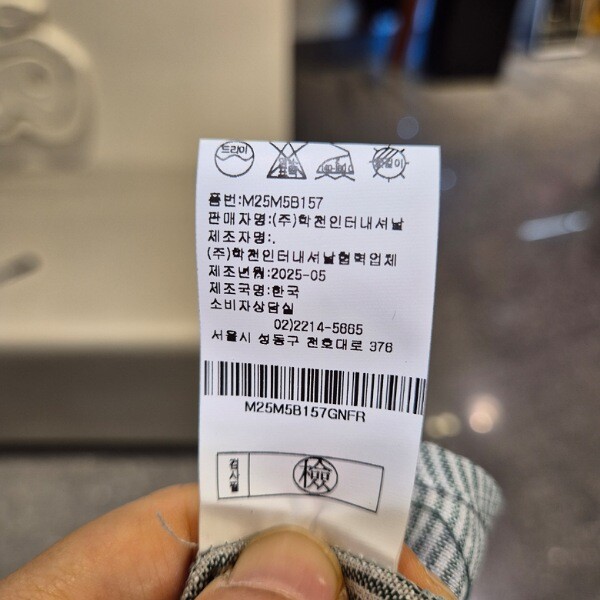 드라이
품번:M25M5B157
판매자명:(주)학천인터내셔날
제조자명:.
(주)학천인터내셔날협력업체
제조년월:2025-05
제조국명:한국
소비자상담실
02)2214-5665
서울시 성동구 천호대로 376
M25M5B157GNFR
검사필
檢